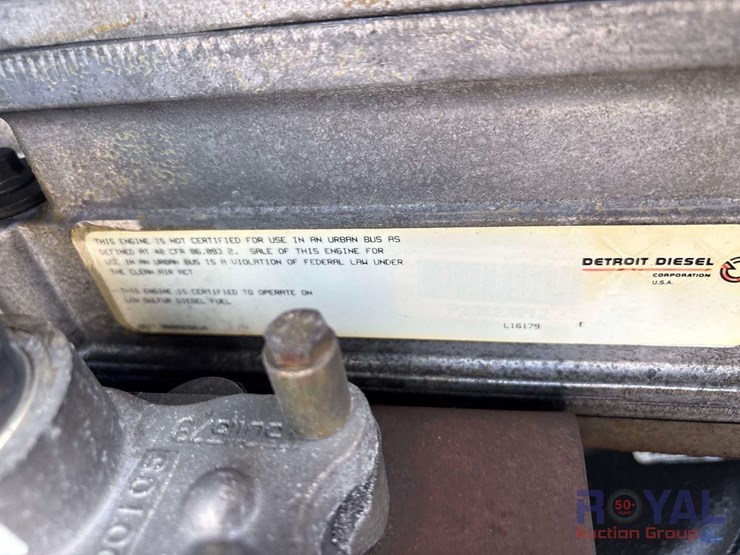 THIS ENGINE IS NOT CERTIFIED FOR USE IN AN URBAN BUS AS
DEFINED AT 40 CFR 86.093 2. SALE OF THIS ENGINE FOR
USE IN AN URBAN BUS IS A VIOLATION OF FEDERAL LAW UNDER
THE CLEAN AIR ACT.
THIS ENGINE IS CERTIFIED TO OPERATE ON
LOW SULFUR DIESEL FUEL
DETROIT DIESEL
CORPORATION
U.S.A.
L16179
50+
ROYAL
Auction Group